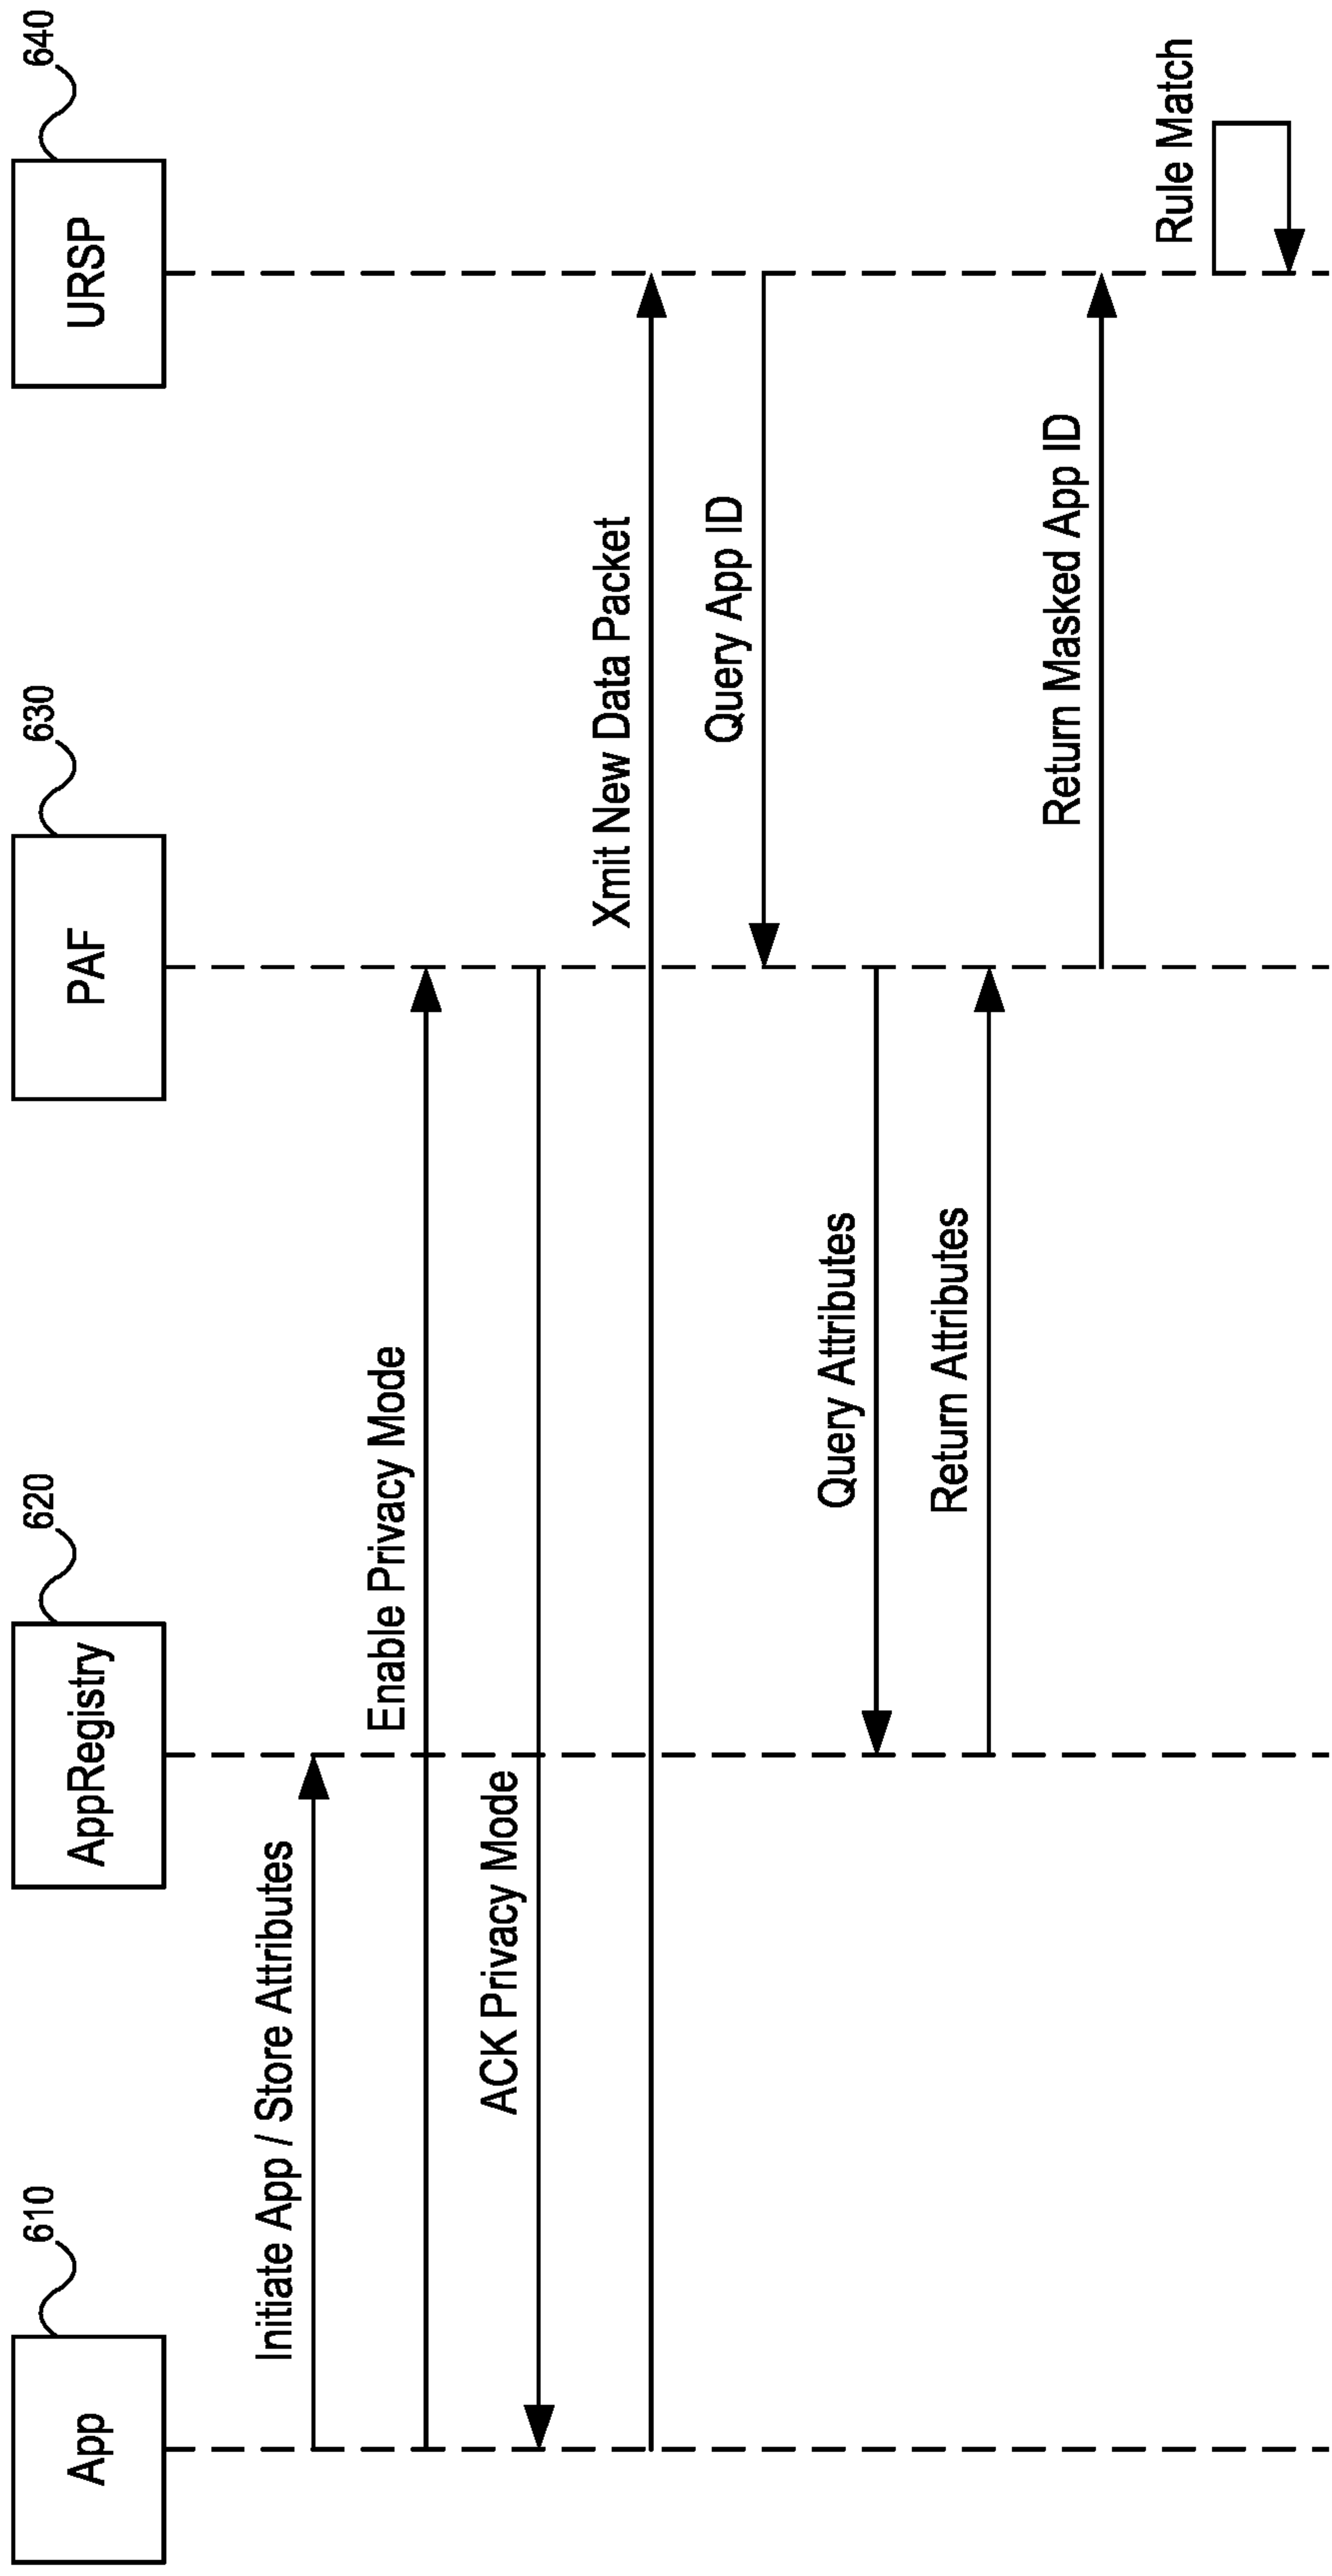 610
620
630
640
App
AppRegistry
PAF
URSP
Initiate App / Store Attributes
Enable Privacy Mode
ACK Privacy Mode
Xmit New Data Packet
Query App ID
Query Attributes
Return Attributes
Return Masked App ID
Rule Match